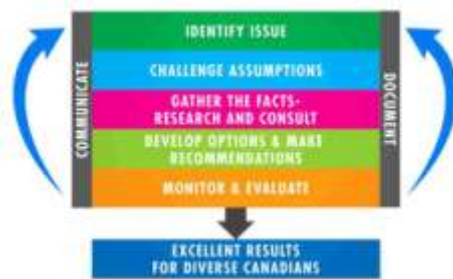 COMMUNICATE
IDENTIFY ISSUE
CHALLENGE ASSUMPTIONS
GATHER THE FACTS-
RESEARCH AND CONSULT
DEVELOP OPTIONS & MAKE
RECOMMENDATIONS
MONITOR & EVALUATE
DOCUMENT
EXCELLENT RESULTS
FOR DIVERSE CANADIANS